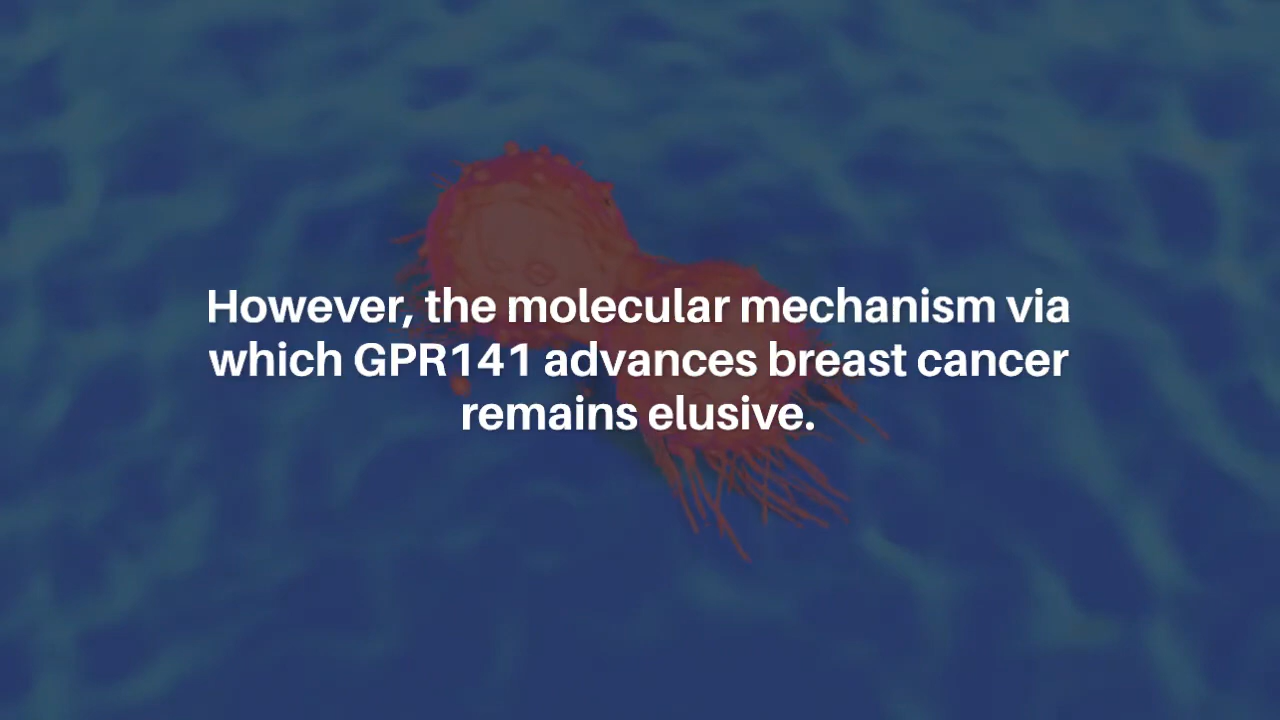 However, the molecular mechanism via
which GPR141 advances breast cancer
remains elusive.